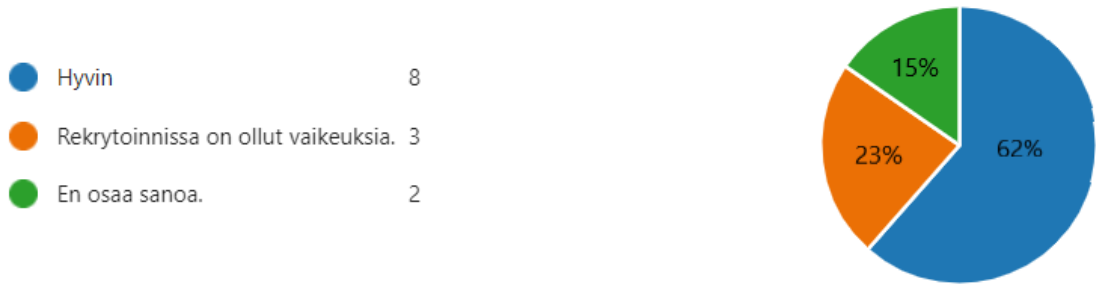 Hyvin 8
Rekrytoinnissa on ollut vaikeuksia. 3
En osaa sanoa. 2
15%
23%
62%